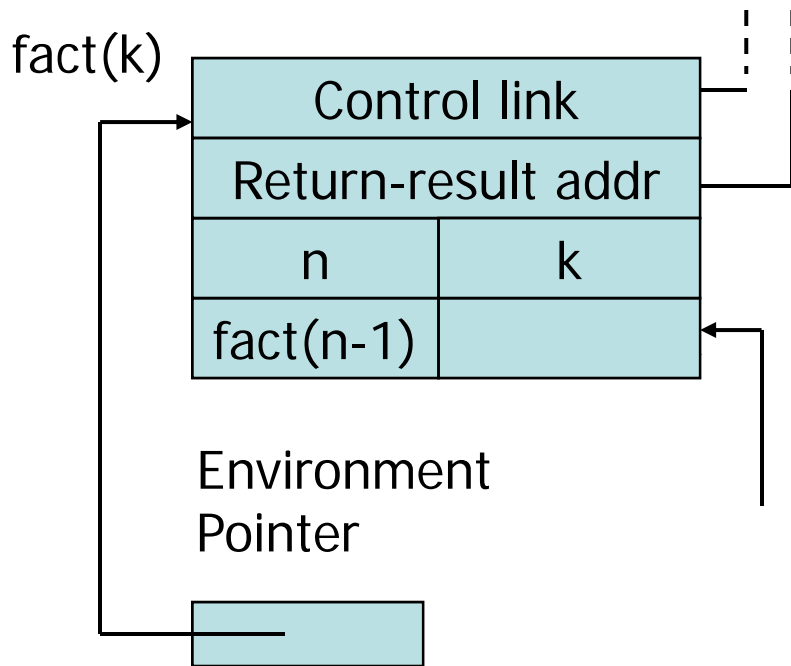 fact(k)
Control link
Return-result addr
n k
fact(n-1)
Environment
Pointer